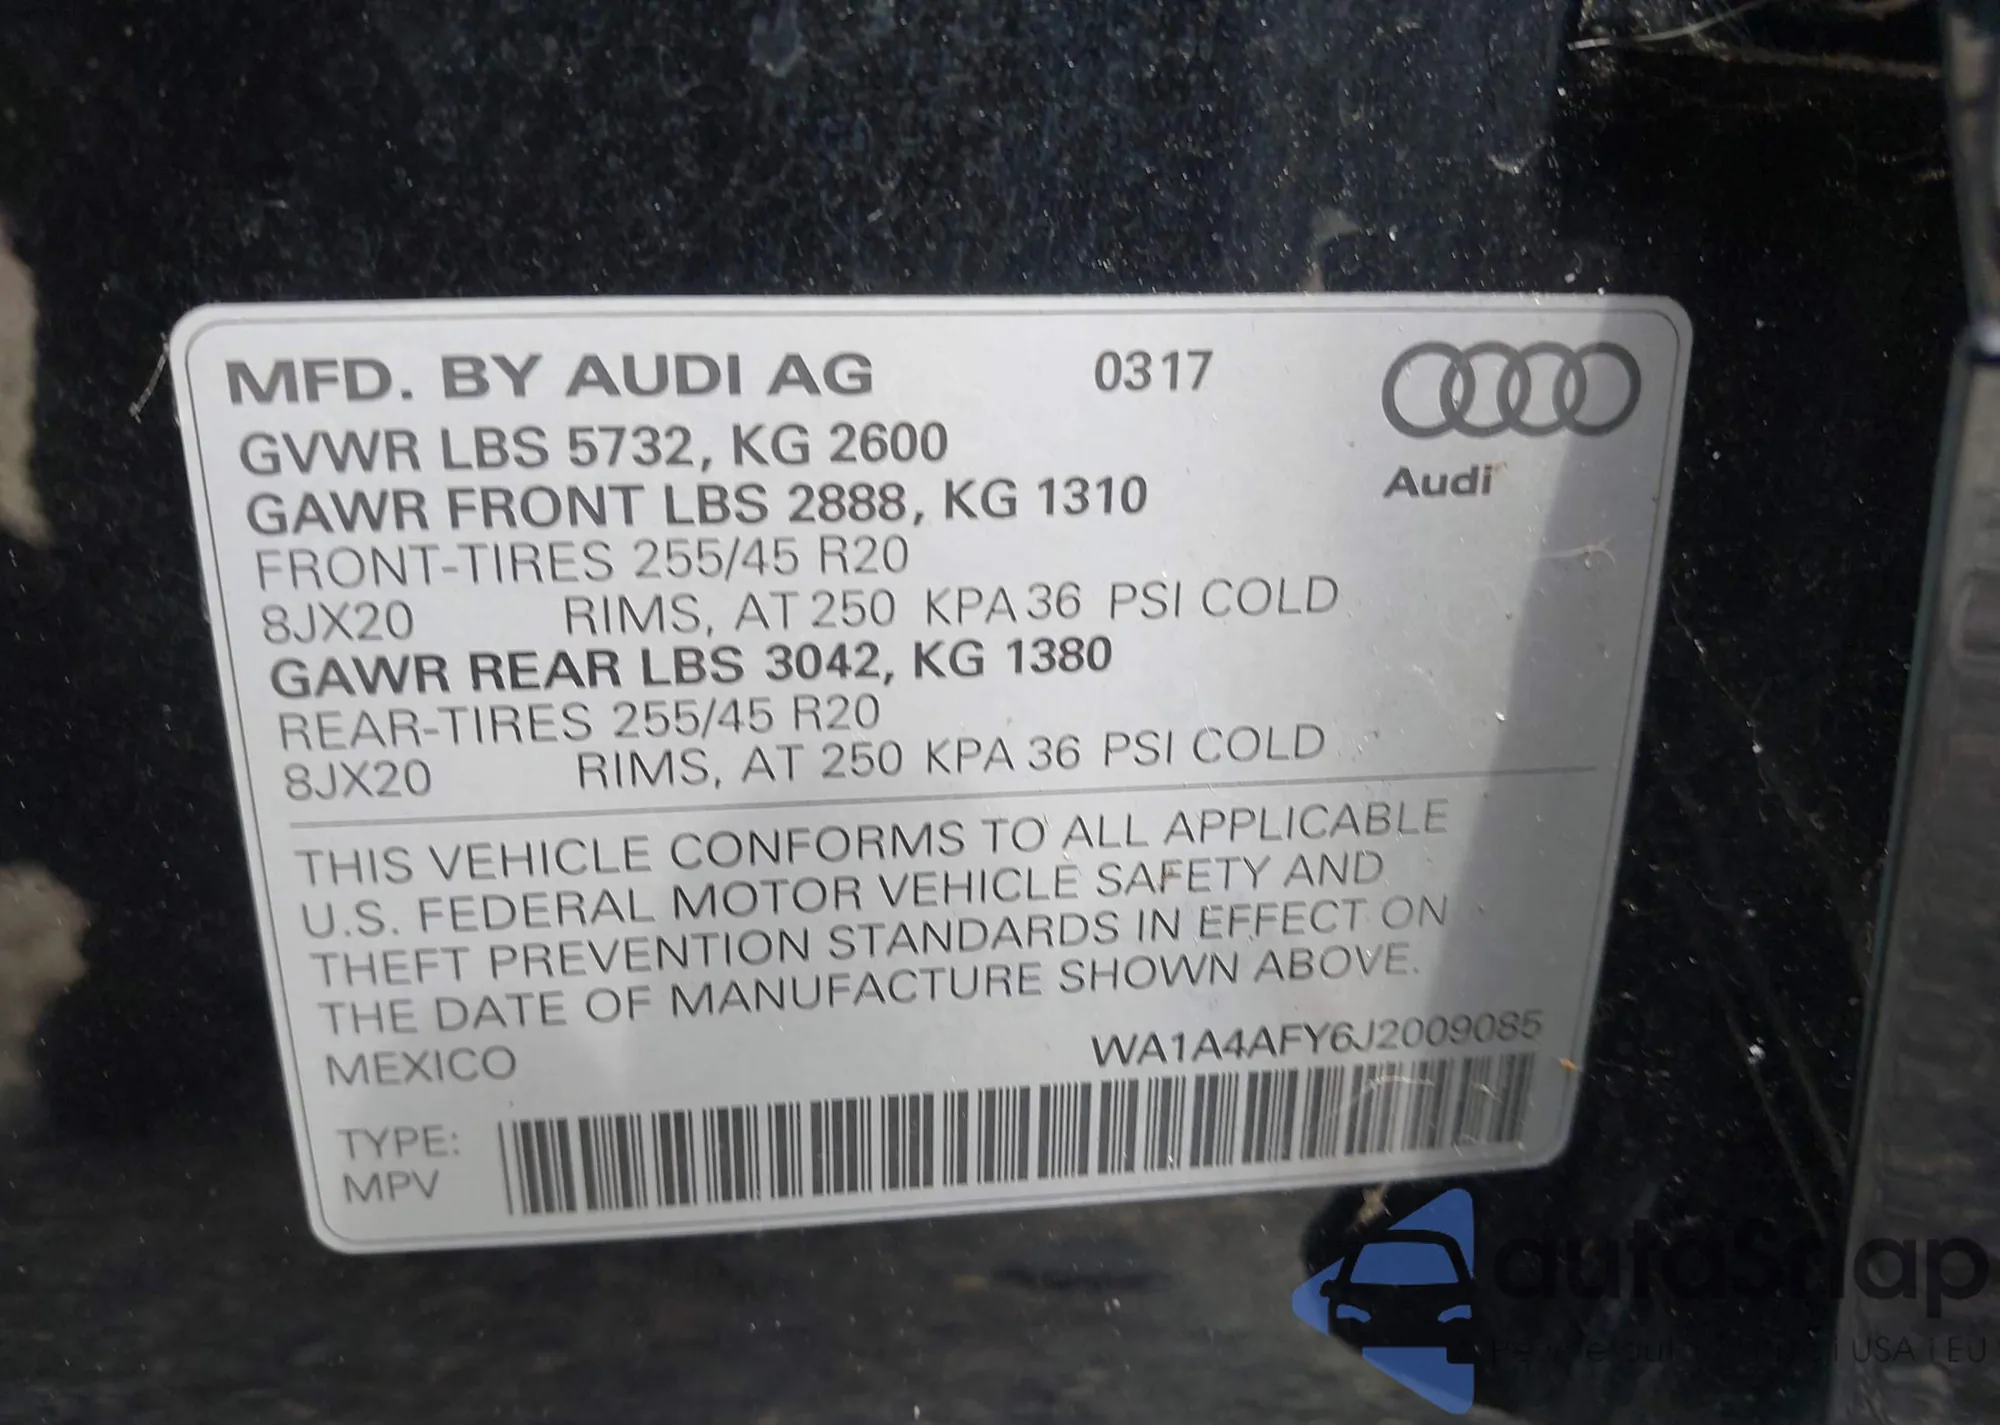 MFD. BY AUDI AG 0317
GVWR LBS 5732, KG 2600
GAWR FRONT LBS 2888, KG 1310
Audi
FRONT-TIRES 255/45 R20
8JX20 RIMS, AT 250 KPA 36 PSI COLD
GAWR REAR LBS 3042, KG 1380
REAR-TIRES 255/45 R20
8JX20 RIMS, AT 250 KPA 36 PSI COLD
THIS VEHICLE CONFORMS TO ALL APPLICABLE
U.S. FEDERAL MOTOR VEHICLE SAFETY AND
THEFT PREVENTION STANDARDS IN EFFECT ON
THE DATE OF MANUFACTURE SHOWN ABOVE.
MEXICO WA1A4AFY6J2009085
TYPE:
MPV
autoSnap
i USA i EU